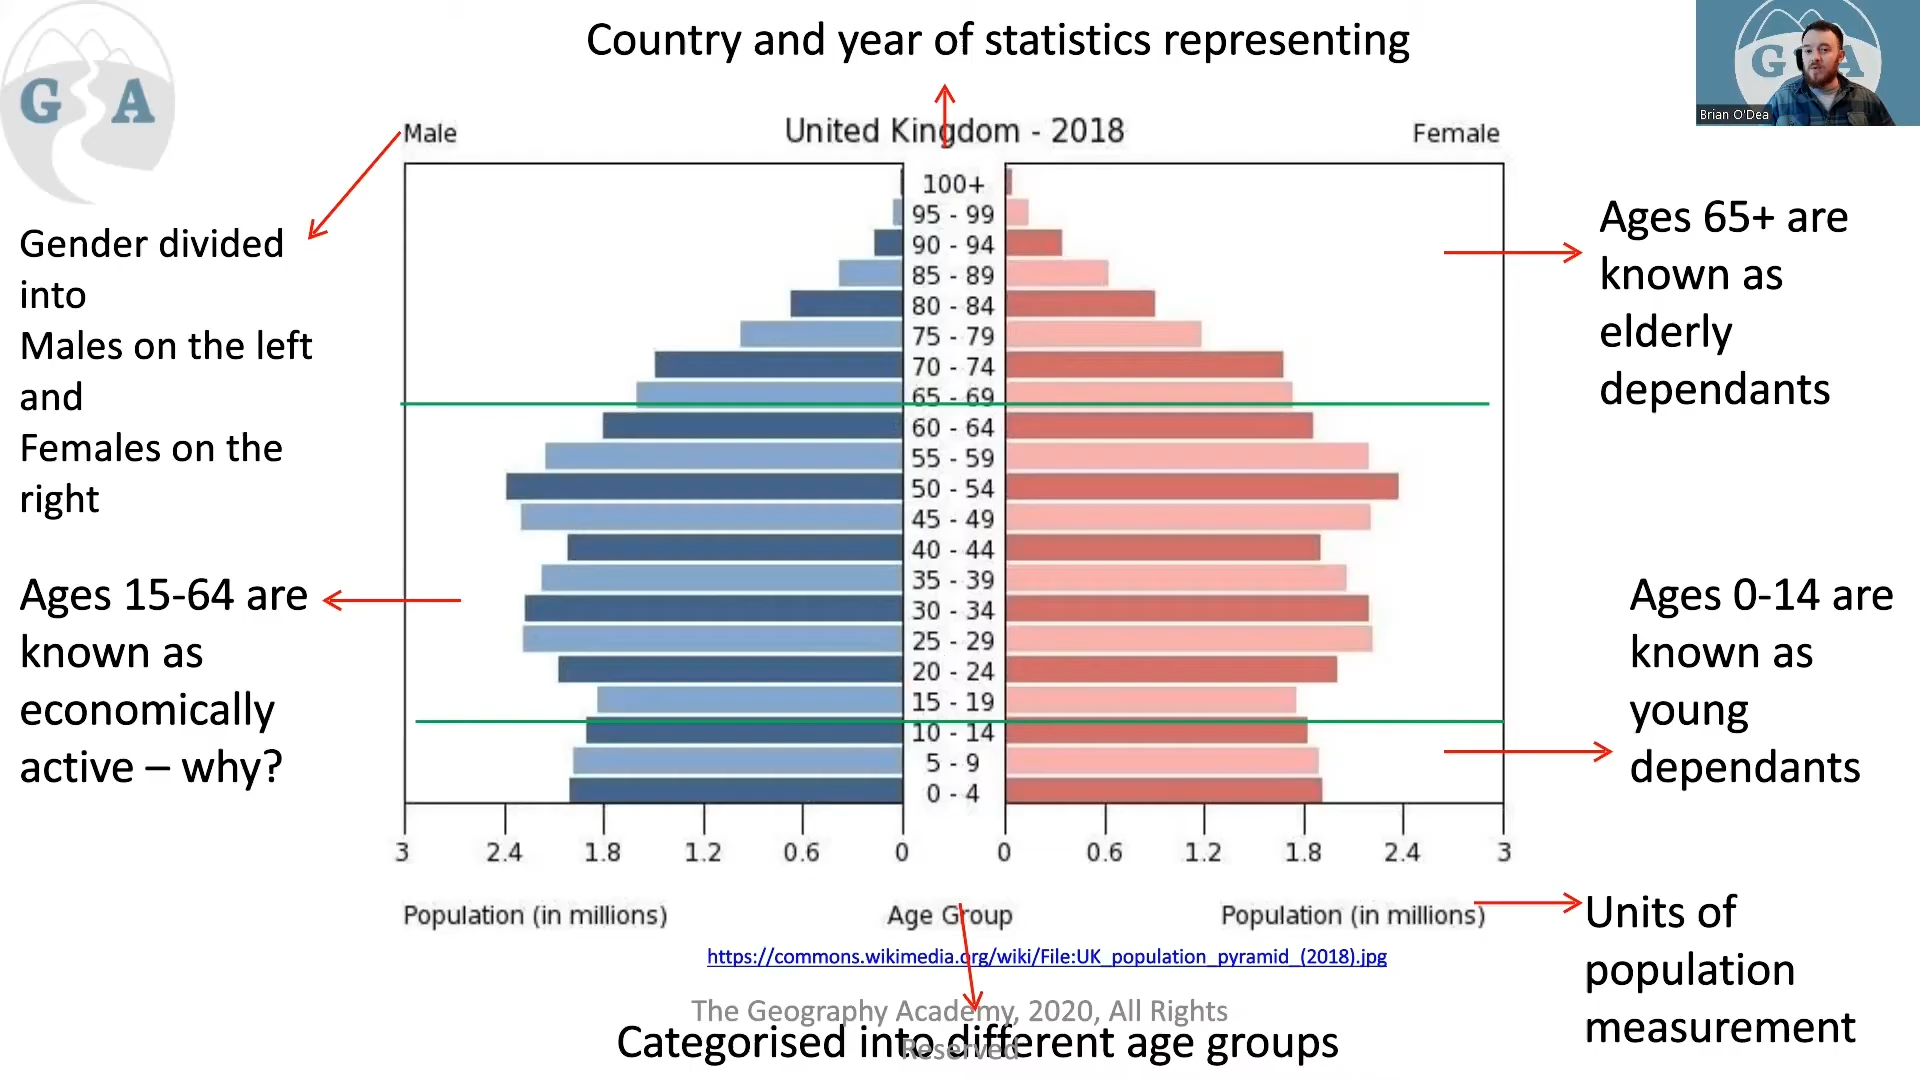 Country and year of statistics representing
G A
G A
Brian O'Dea
Male
United Kingdom - 2018
Female
100+
95 - 99
90 - 94
85 - 89
80 - 84
75 - 79
70 - 74
65 - 69
60 - 64
55 - 59
50 - 54
45 - 49
40 - 44
35 - 39
30 - 34
25 - 29
20 - 24
15 - 19
10 - 14
5 - 9
0 - 4
3 2.4 1.8 1.2 0.6 0 0 0.6 1.2 1.8 2.4 3
Population (in millions)
Age Group
Population (in millions)
Gender divided
into
Males on the left
and
Females on the
right
Ages 15-64 are
known as
economically
active – why?
Ages 65+ are
known as
elderly
dependants
Ages 0-14 are
known as
young
dependants
Units of
population
measurement
https://commons.wikimedia.org/wiki/File:UK_population_pyramid_(2018).jpg
The Geography Academy, 2020, All Rights
Reserved
Categorised into different age groups